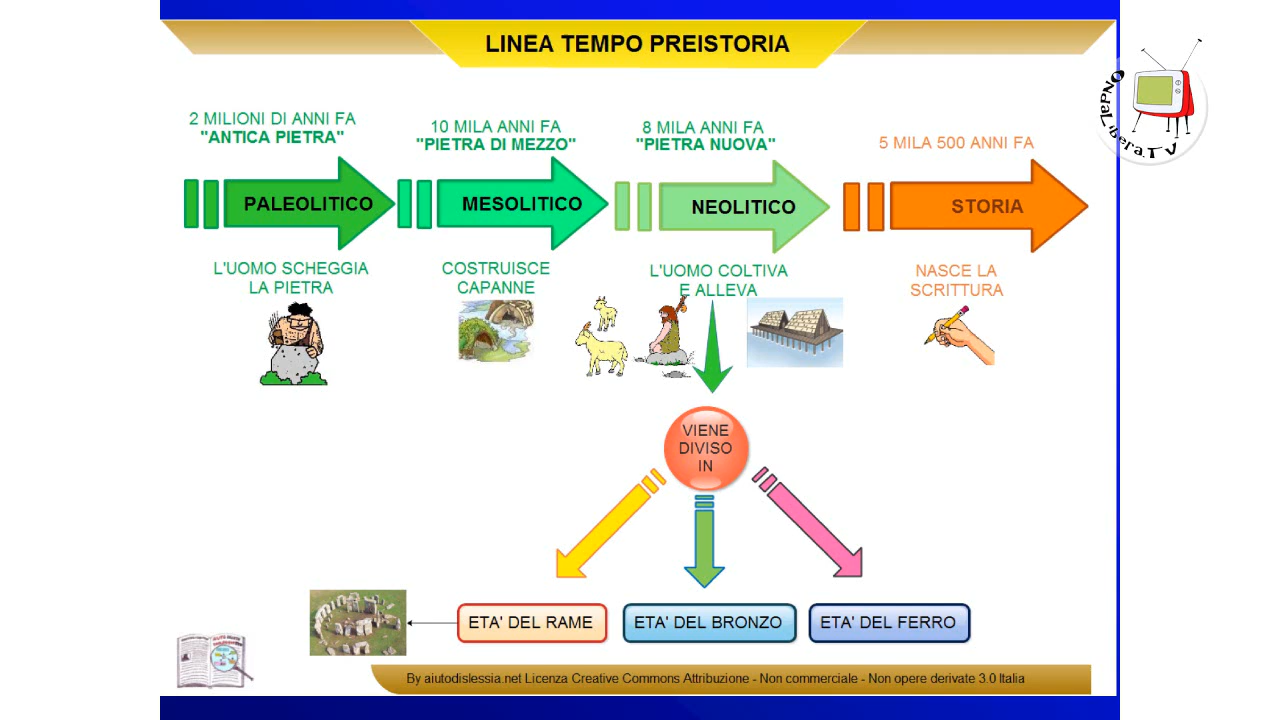 LINEA TEMPO PREISTORIA
OndaLibera.TV
2 MILIONI DI ANNI FA
"ANTICA PIETRA"
10 MILA ANNI FA
"PIETRA DI MEZZO"
8 MILA ANNI FA
"PIETRA NUOVA"
5 MILA 500 ANNI FA
PALEOLITICO
MESOLITICO
NEOLITICO
STORIA
L'UOMO SCHEGGIA
LA PIETRA
COSTRUISCE
CAPANNE
L'UOMO COLTIVA
E ALLEVA
NASCE LA
SCRITTURA
VIENE
DIVISO
IN
ETA' DEL RAME
ETA' DEL BRONZO
ETA' DEL FERRO
By aiutodislessia.net Licenza Creative Commons Attribuzione - Non commerciale - Non opere derivate 3.0 Italia